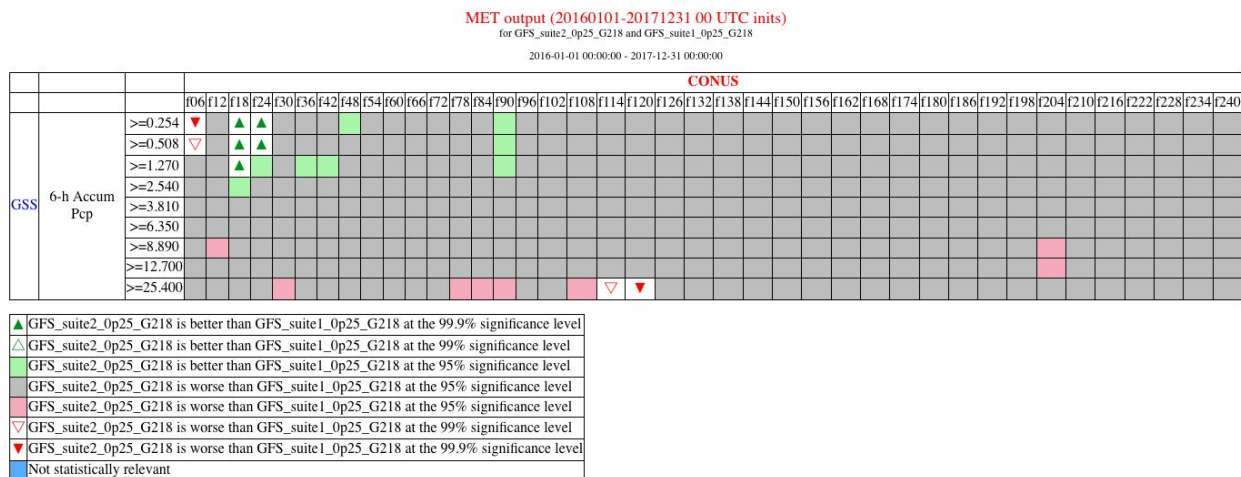 MET output (20160101-20171231 00 UTC inits)
for GFS_suite2_0p25_G218 and GFS_suite1_0p25_G218
2016-01-01 00:00:00 - 2017-12-31 00:00:00
CONUS
f06 f12 f18 f24 f30 f36 f42 f48 f54 f60 f66 f72 f78 f84 f90 f96 f102 f108 f114 f120 f126 f132 f138 f144 f150 f156 f162 f168 f174 f180 f186 f192 f198 f204 f210 f216 f222 f228 f234 f240
GSS
6-h Accum
Pcp
>=0.254
>=0.508
>=1.270
>=2.540
>=3.810
>=6.350
>=8.890
>=12.700
>=25.400
GFS_suite2_0p25_G218 is better than GFS_suite1_0p25_G218 at the 99.9% significance level
GFS_suite2_0p25_G218 is better than GFS_suite1_0p25_G218 at the 99% significance level
GFS_suite2_0p25_G218 is better than GFS_suite1_0p25_G218 at the 95% significance level
GFS_suite2_0p25_G218 is worse than GFS_suite1_0p25_G218 at the 95% significance level
GFS_suite2_0p25_G218 is worse than GFS_suite1_0p25_G218 at the 95% significance level
GFS_suite2_0p25_G218 is worse than GFS_suite1_0p25_G218 at the 99% significance level
GFS_suite2_0p25_G218 is worse than GFS_suite1_0p25_G218 at the 99.9% significance level
Not statistically relevant